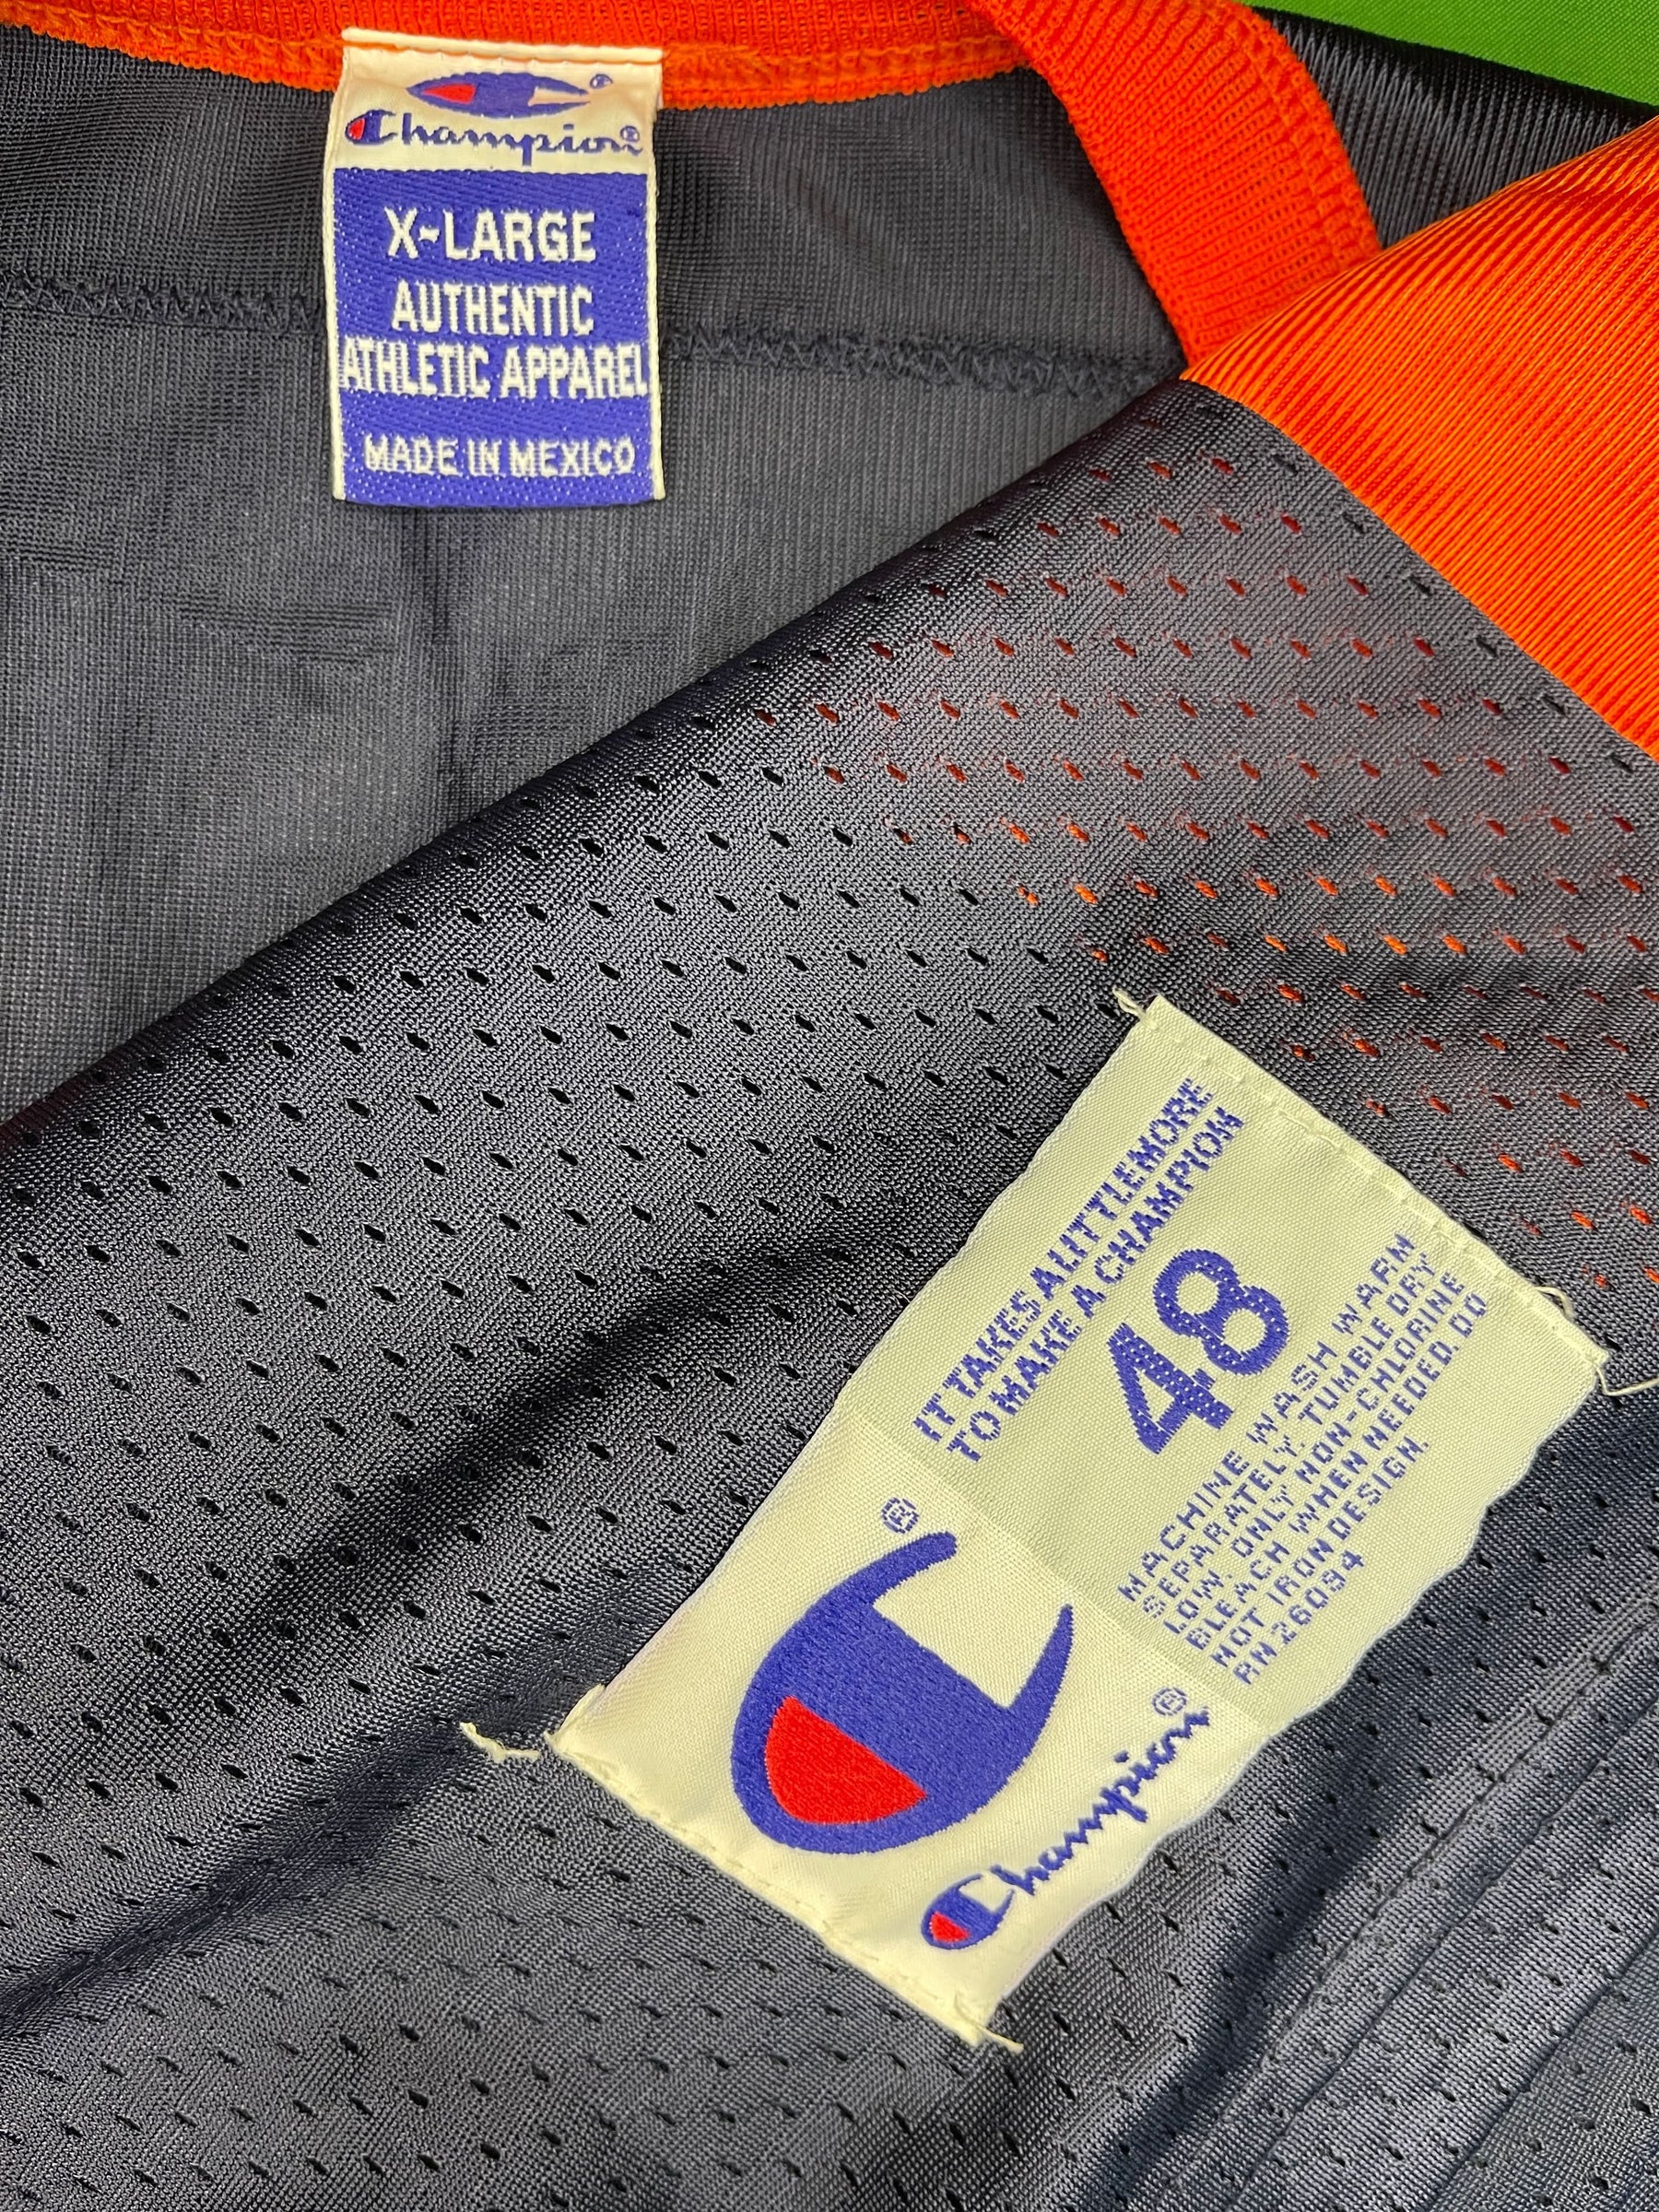 Champion®
X-LARGE
AUTHENTIC
ATHLETIC APPAREL
MADE IN MEXICO
IT TAKES A LITTLE MORE
TO MAKE A CHAMPION
48
MACHINE WASH WARM
SEPARATELY. TUMBLE DRY
LOW. ONLY NON-CHLORINE
BLEACH WHEN NEEDED. DO
NOT IRON DESIGN.
RN 26094
®
Champion®